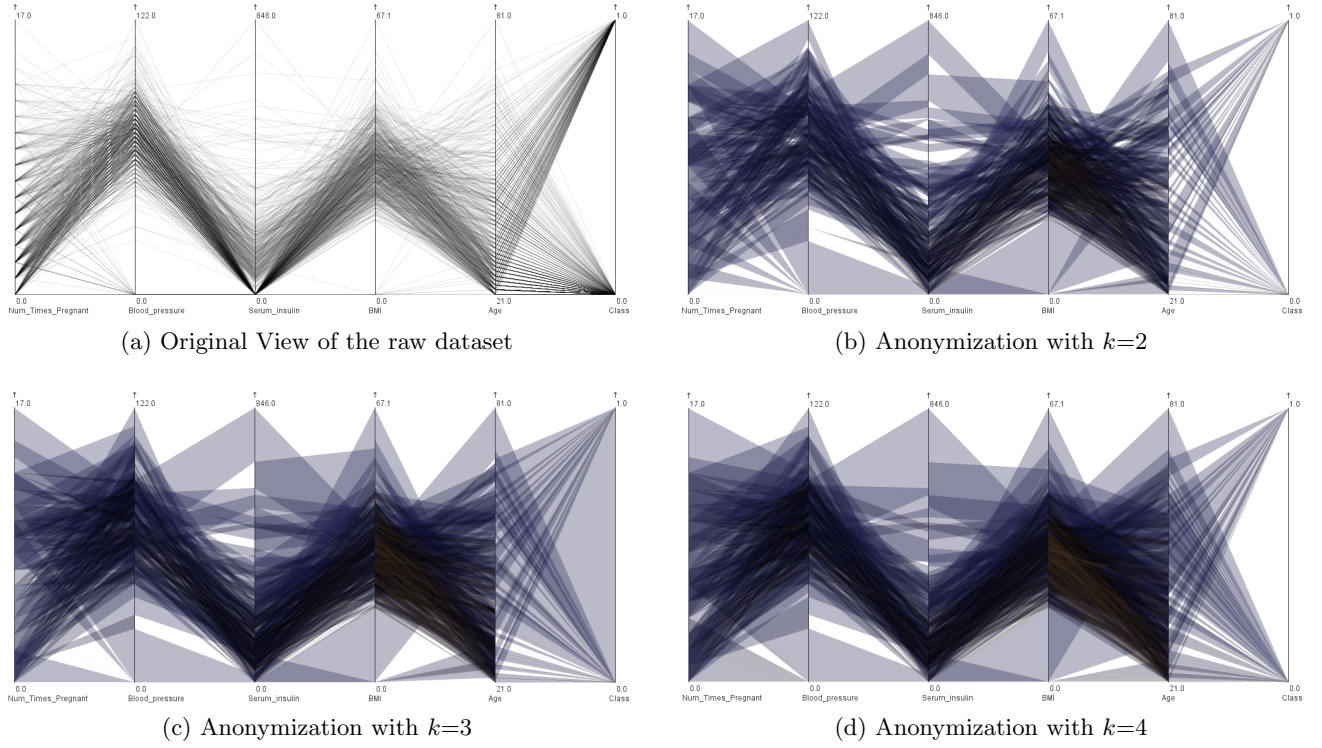 17.0 122.0 846.0 67.1 81.0 1.0
0.0 0.0 0.0 0.0 21.0 0.0
Num_Times_Pregnant Blood_pressure Serum_insulin BMI Age Class
(a) Original View of the raw dataset
17.0 122.0 846.0 67.1 81.0 1.0
0.0 0.0 0.0 0.0 21.0 0.0
Num_Times_Pregnant Blood_pressure Serum_insulin BMI Age Class
(b) Anonymization with k=2
17.0 122.0 846.0 67.1 81.0 1.0
0.0 0.0 0.0 0.0 21.0 0.0
Num_Times_Pregnant Blood_pressure Serum_insulin BMI Age Class
(c) Anonymization with k=3
17.0 122.0 846.0 67.1 81.0 1.0
0.0 0.0 0.0 0.0 21.0 0.0
Num_Times_Pregnant Blood_pressure Serum_insulin BMI Age Class
(d) Anonymization with k=4